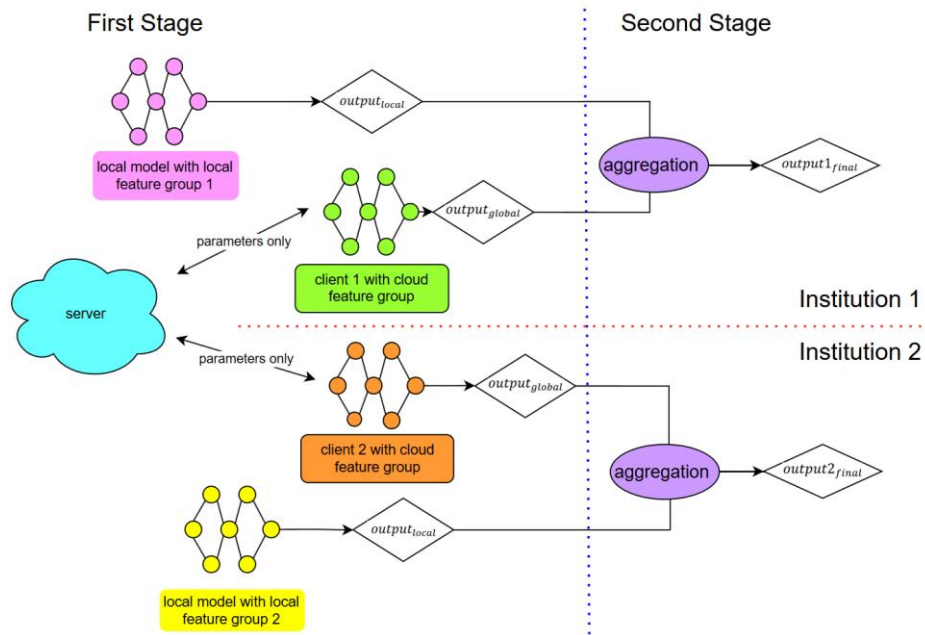 First Stage
Second Stage
output_local
local model with local
feature group 1
aggregation
output1_final
output_global
parameters only
client 1 with cloud
feature group
server
Institution 1
Institution 2
parameters only
output_global
client 2 with cloud
feature group
aggregation
output2_final
output_local
local model with local
feature group 2